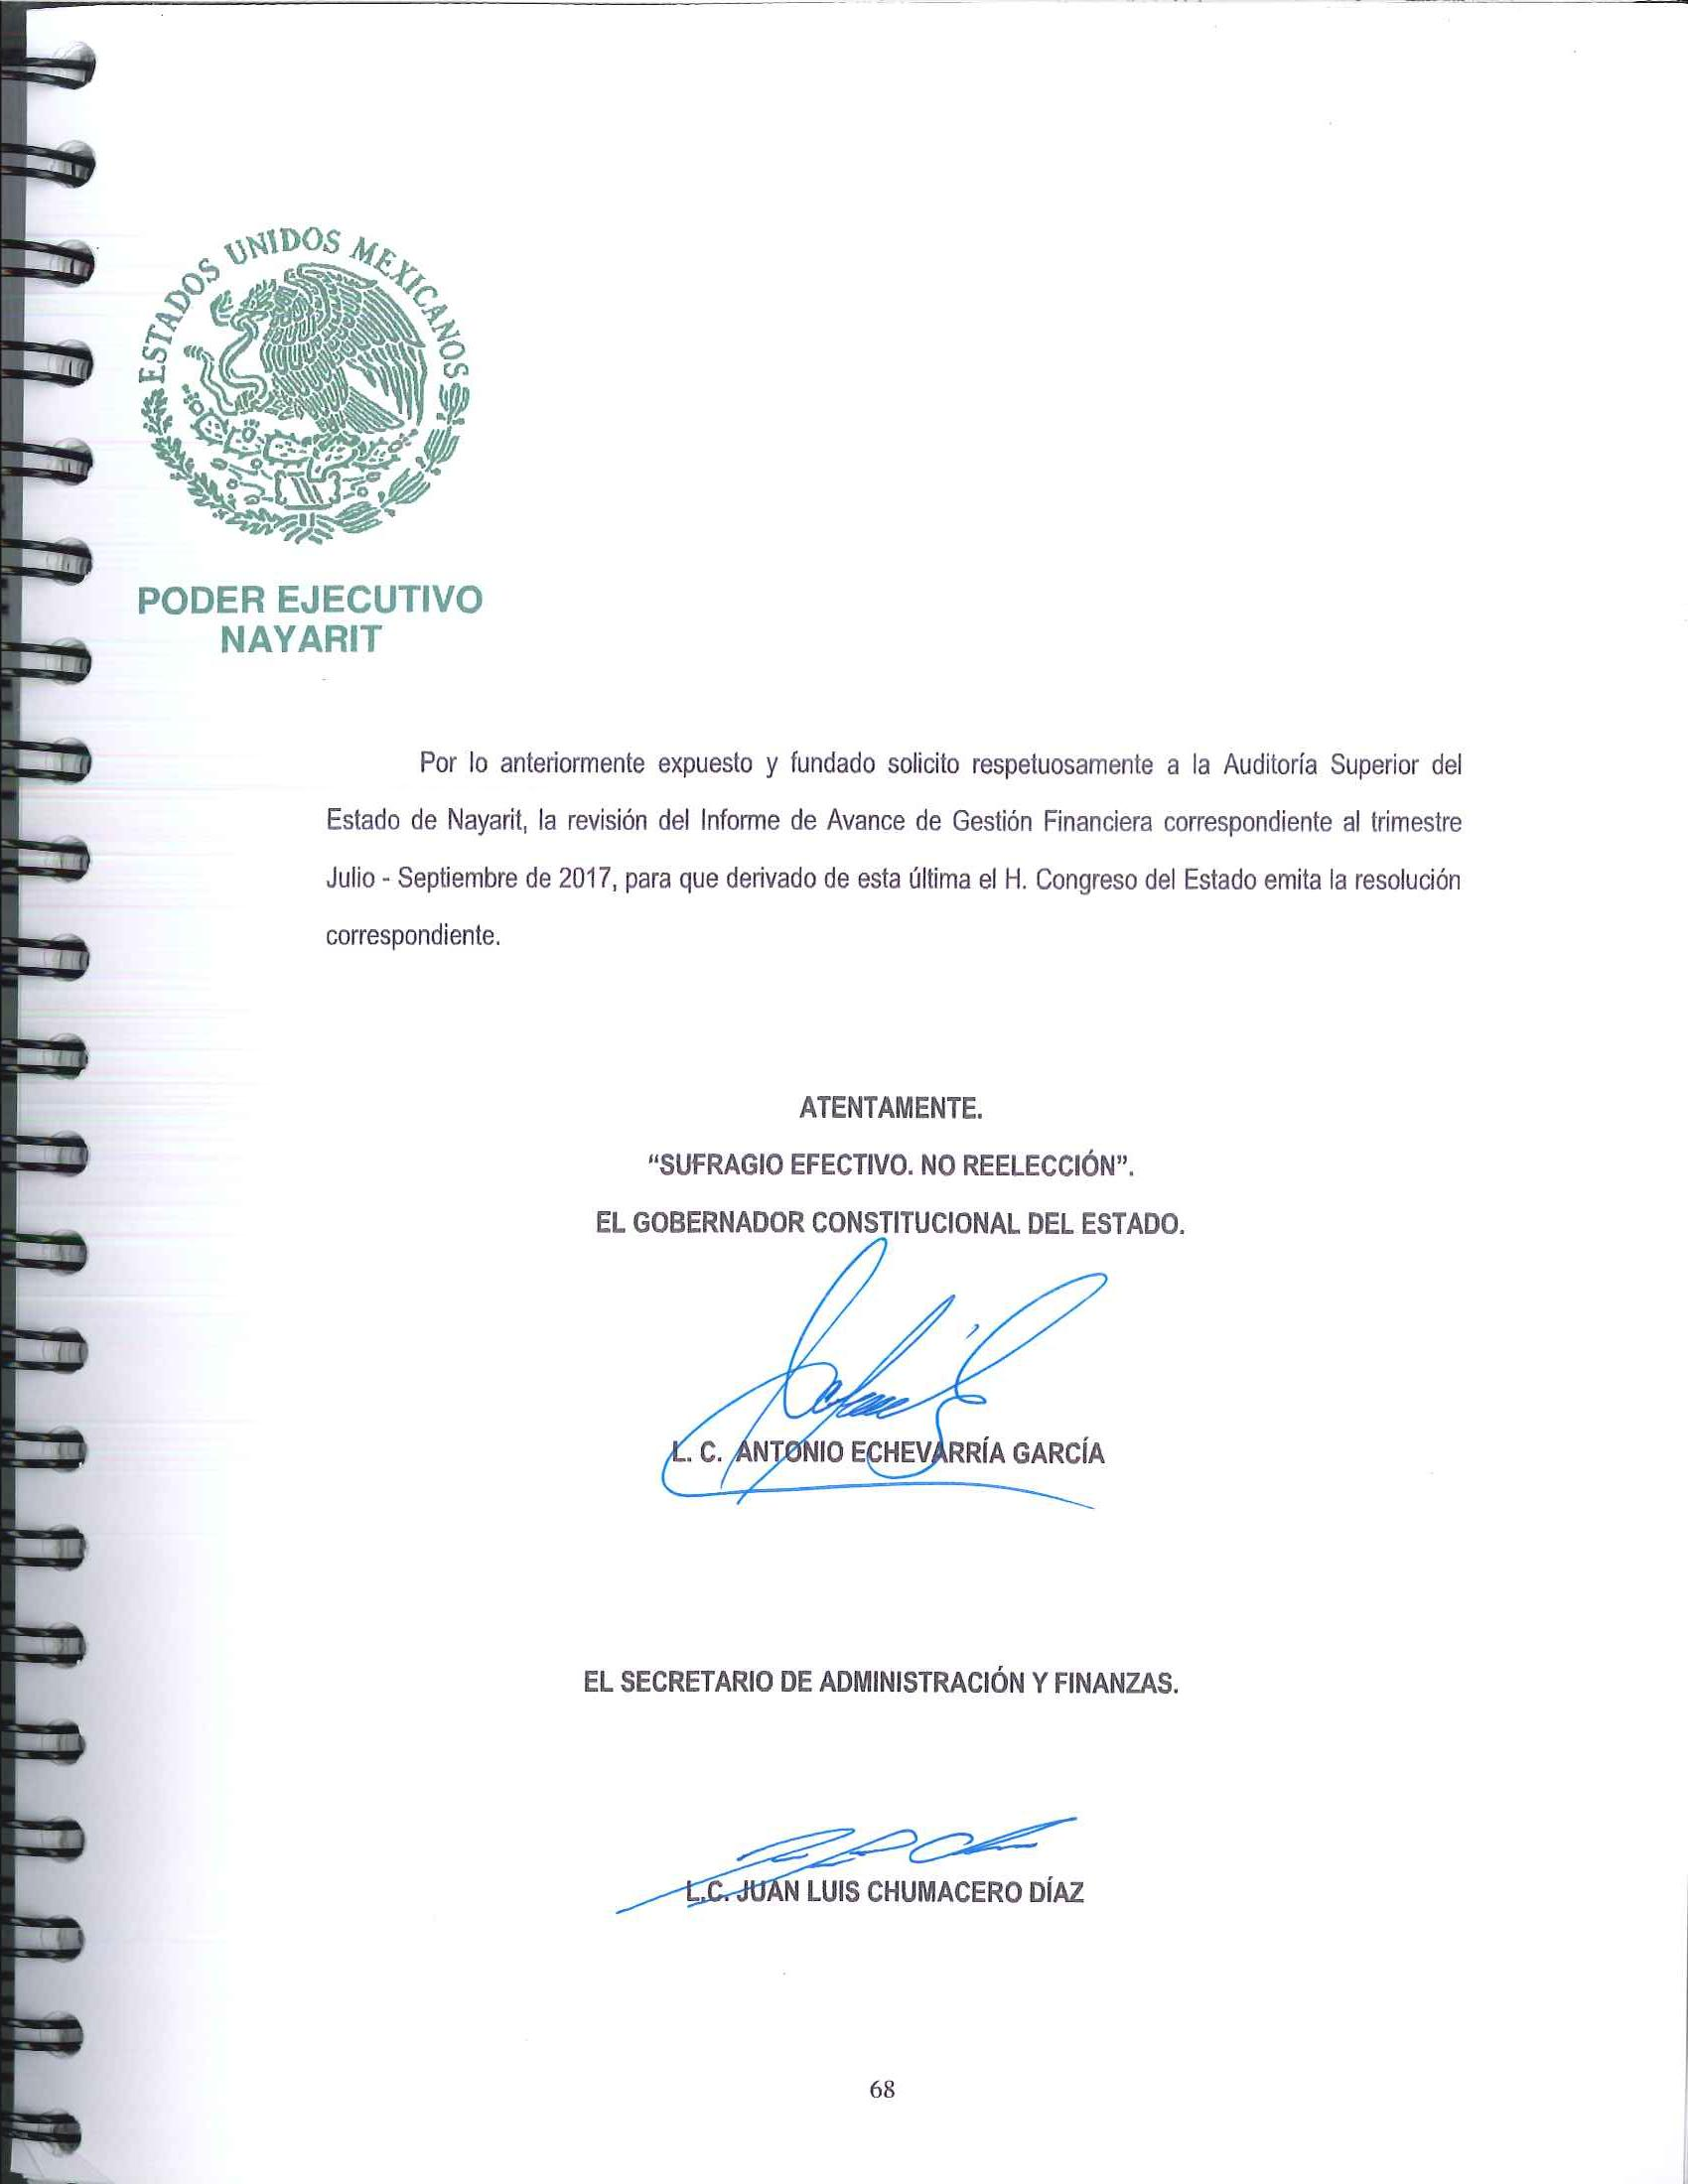 ESTADOS UNIDOS MEXICANOS
PODER EJECUTIVO
NAYARIT
Por lo anteriormente expuesto y fundado solicito respetuosamente a la Auditoría Superior del
Estado de Nayarit, la revisión del Informe de Avance de Gestión Financiera correspondiente al trimestre
Julio - Septiembre de 2017, para que derivado de esta última el H. Congreso del Estado emita la resolución
correspondiente.
ATENTAMENTE.
“SUFRAGIO EFECTIVO. NO REELECCIÓN”.
EL GOBERNADOR CONSTITUCIONAL DEL ESTADO.
L. C. ANTONIO ECHEVARRÍA GARCÍA
EL SECRETARIO DE ADMINISTRACIÓN Y FINANZAS.
L.C. JUAN LUIS CHUMACERO DÍAZ
68